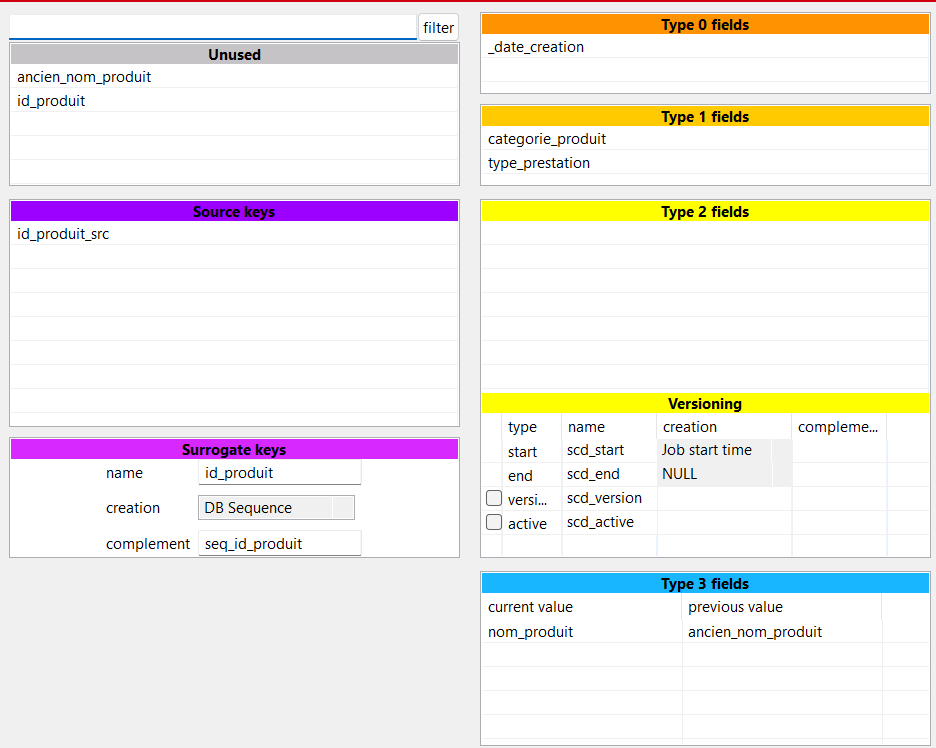 filter
Unused
ancien_nom_produit
id_produit
Source keys
id_produit_src
Surrogate keys
name id_produit
creation DB Sequence
complement seq_id_produit
Type 0 fields
_date_creation
Type 1 fields
categorie_produit
type_prestation
Type 2 fields
Versioning
type name creation compleme...
start scd_start Job start time
end scd_end NULL
versi... scd_version
active scd_active
Type 3 fields
current value previous value
nom_produit ancien_nom_produit